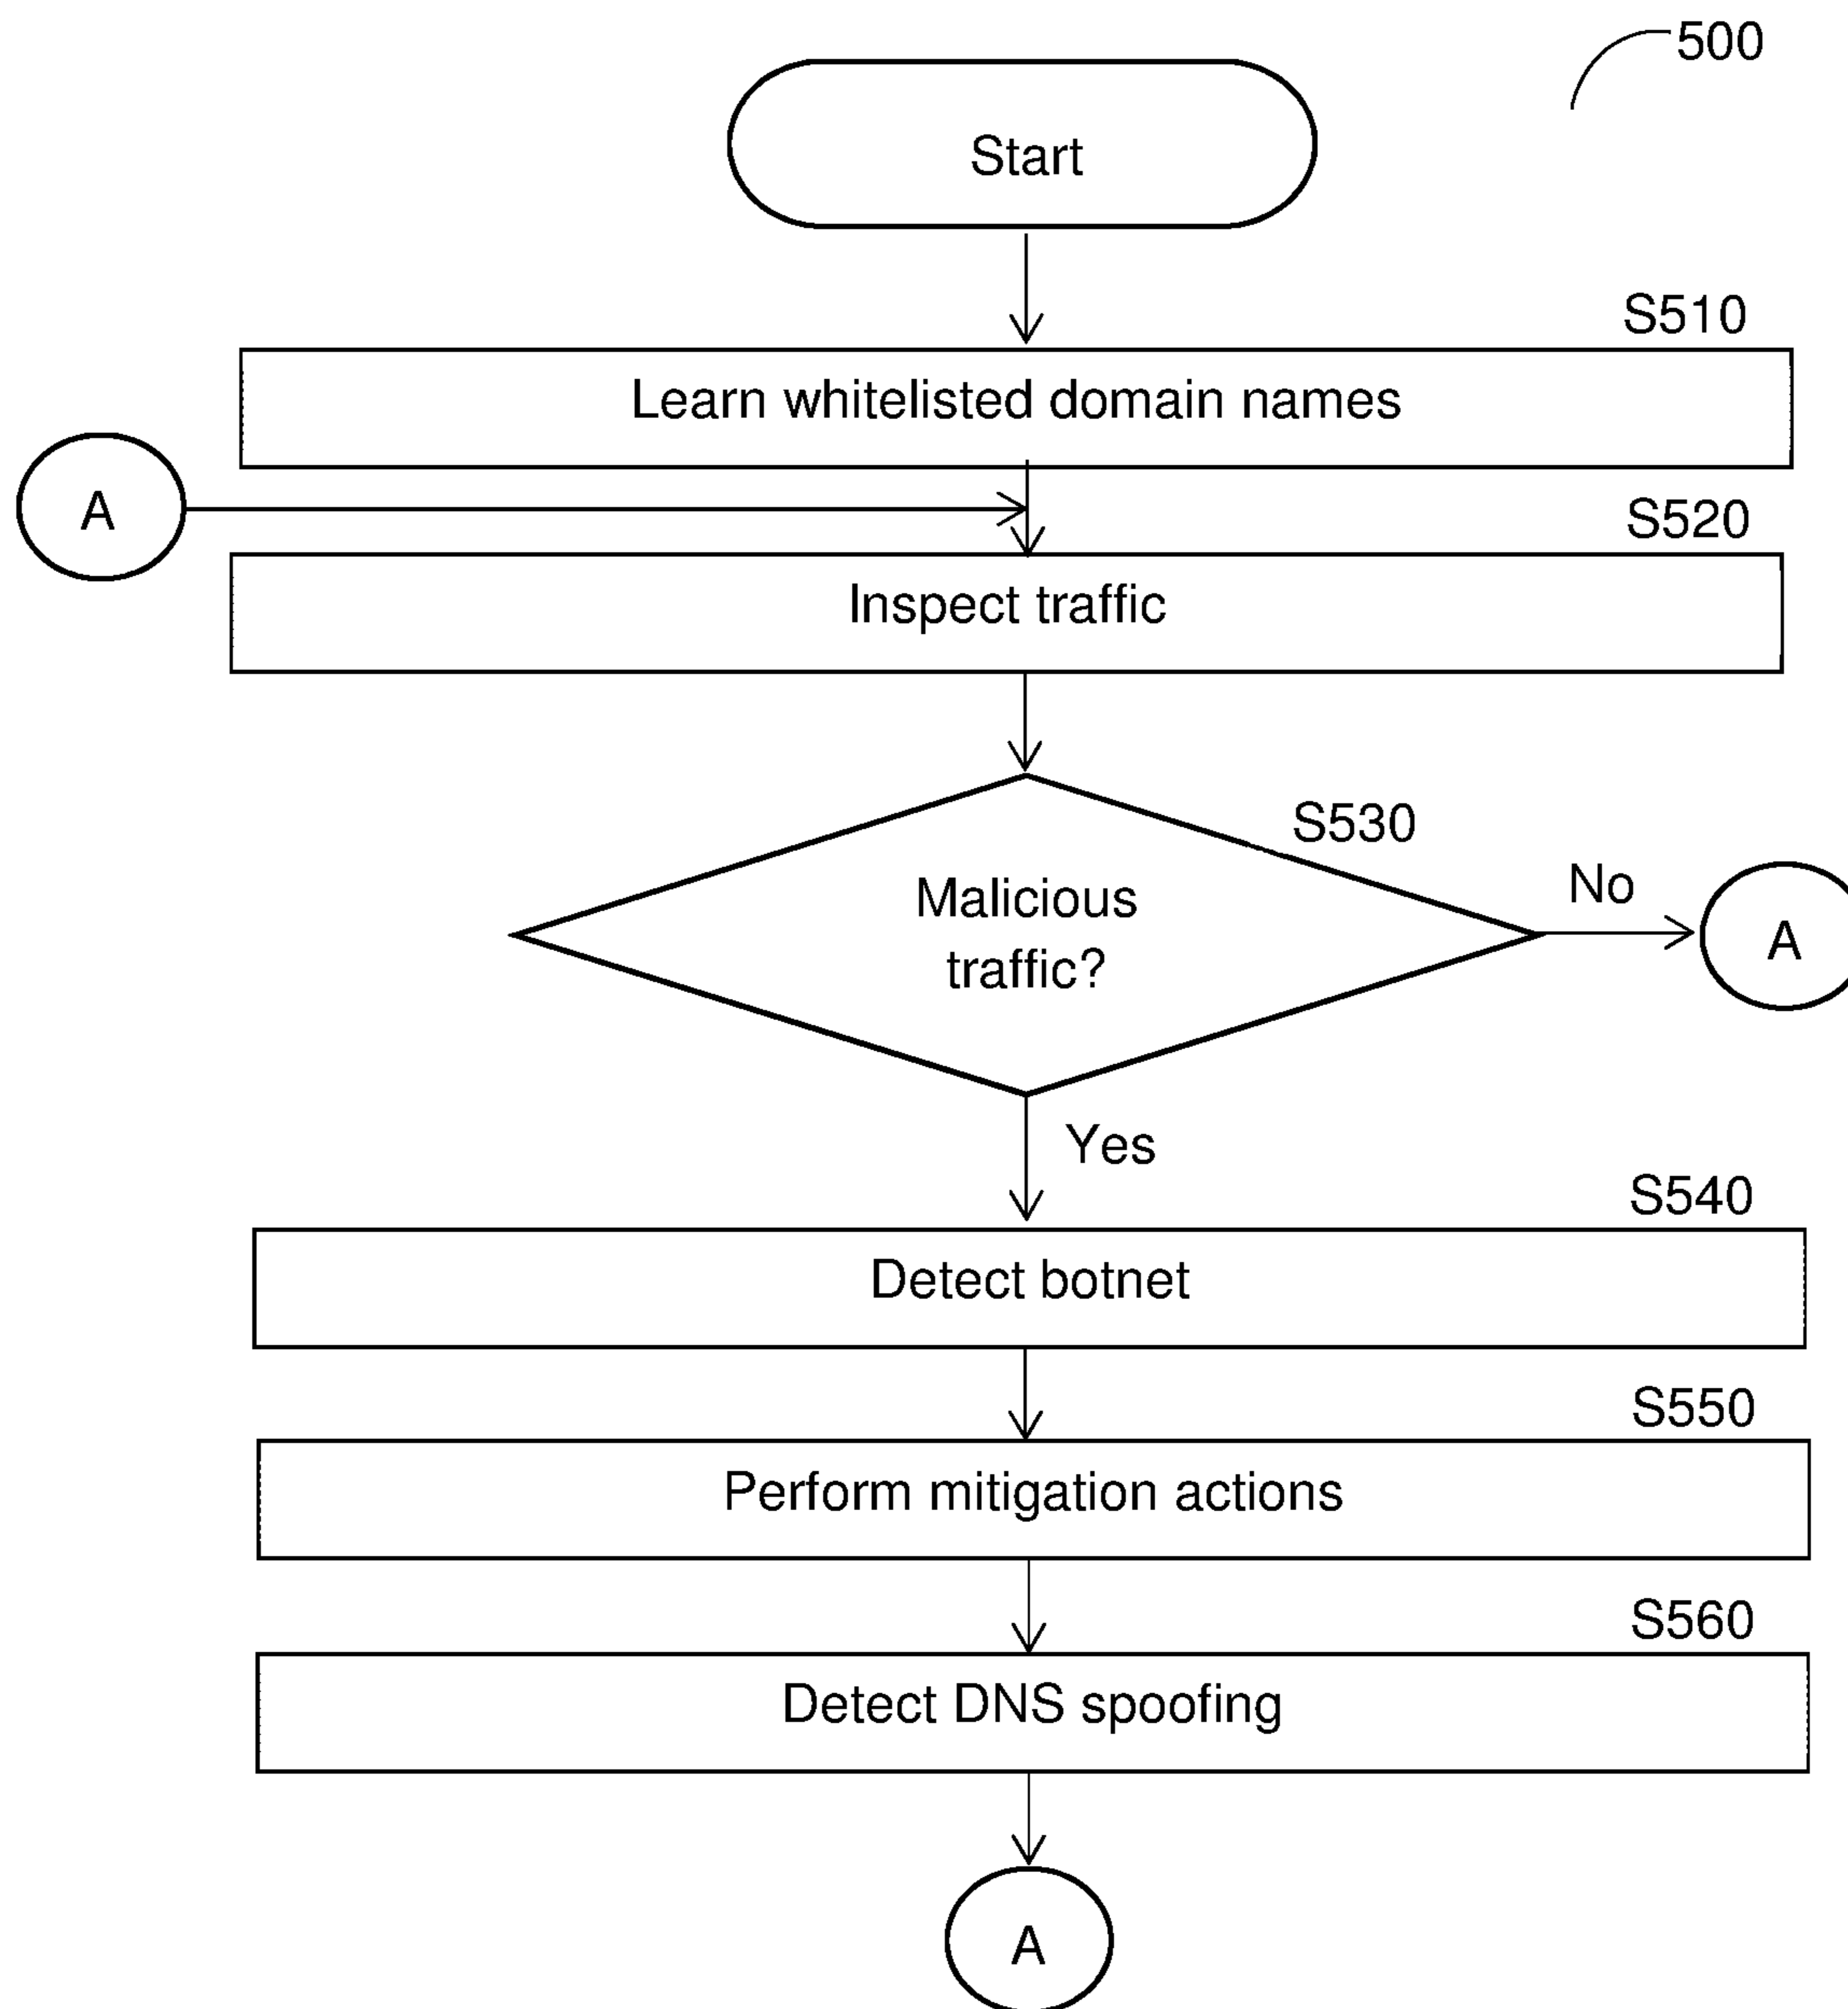 500
Start
S510
Learn whitelisted domain names
A
S520
Inspect traffic
S530
Malicious
traffic?
No
A
Yes
S540
Detect botnet
S550
Perform mitigation actions
S560
Detect DNS spoofing
A